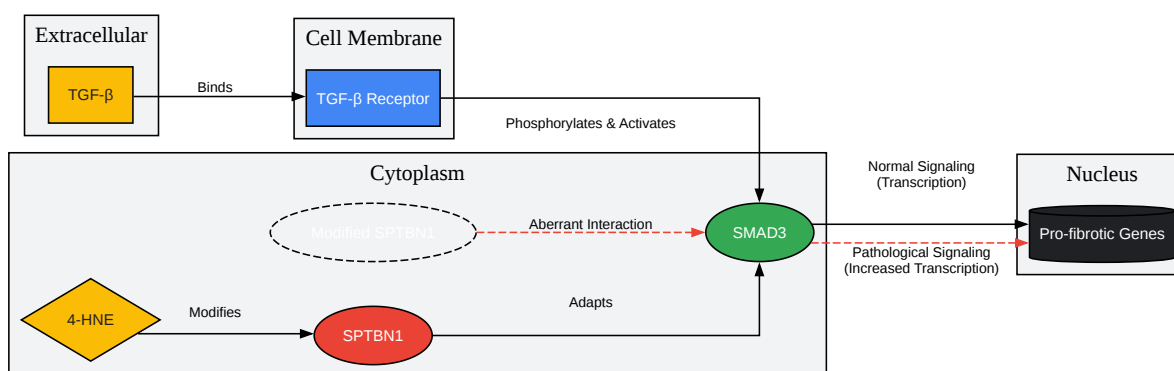 Extracellular
Cell Membrane
TGF-β
Binds
TGF-β Receptor
Phosphorylates & Activates
Cytoplasm
Normal Signaling
(Transcription)
Nucleus
Modified SPTBN1
Aberrant Interaction
SMAD3
Pro-fibrotic Genes
Pathological Signaling
(Increased Transcription)
4-HNE
Modifies
SPTBN1
Adapts